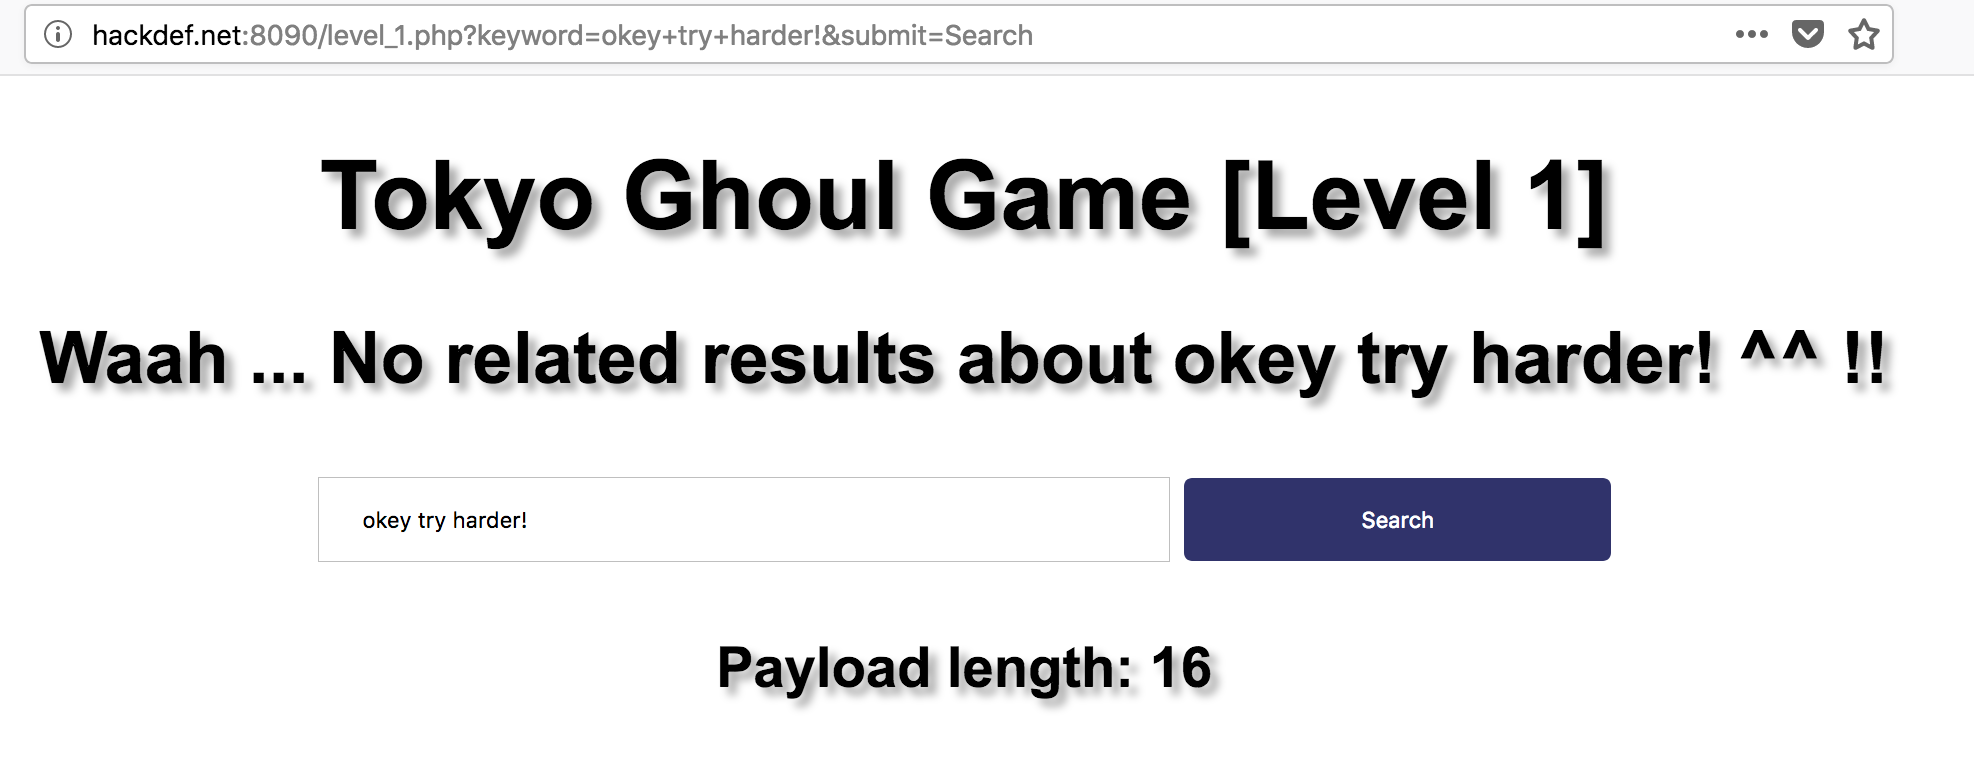 hackdef.net:8090/level_1.php?keyword=okey+try+harder!&submit=Search
Tokyo Ghoul Game [Level 1]
Waah ... No related results about okey try harder! ^^ !!
okey try harder!
Search
Payload length: 16